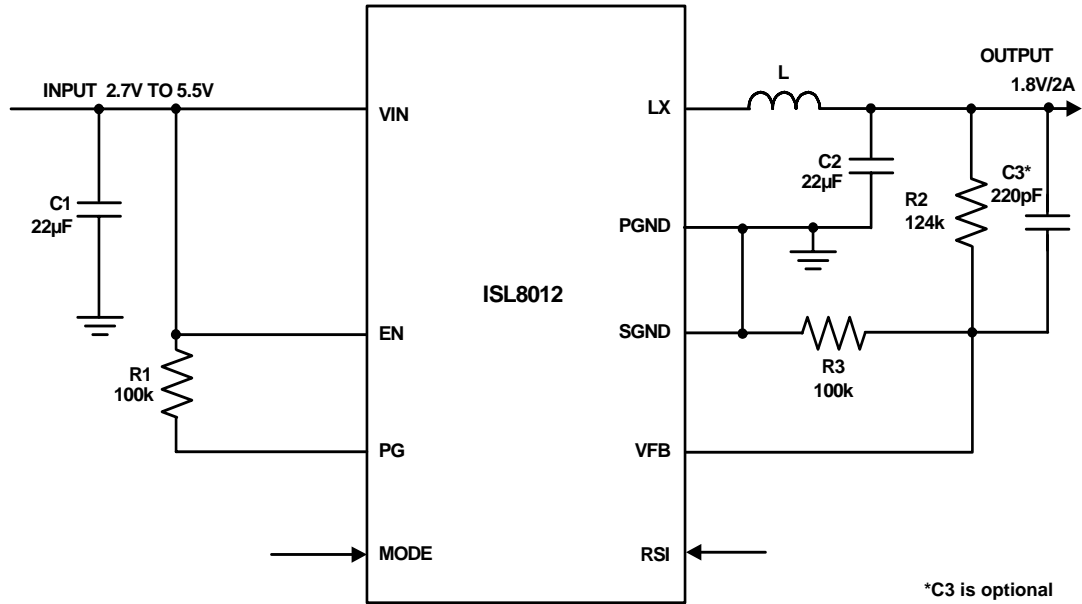 INPUT 2.7V TO 5.5V
VIN
C1
22µF
EN
R1
100k
PG
MODE
ISL8012
LX
L
OUTPUT
1.8V/2A
C2
22µF
R2
124k
C3*
220pF
PGND
SGND
R3
100k
VFB
RSI
*C3 is optional